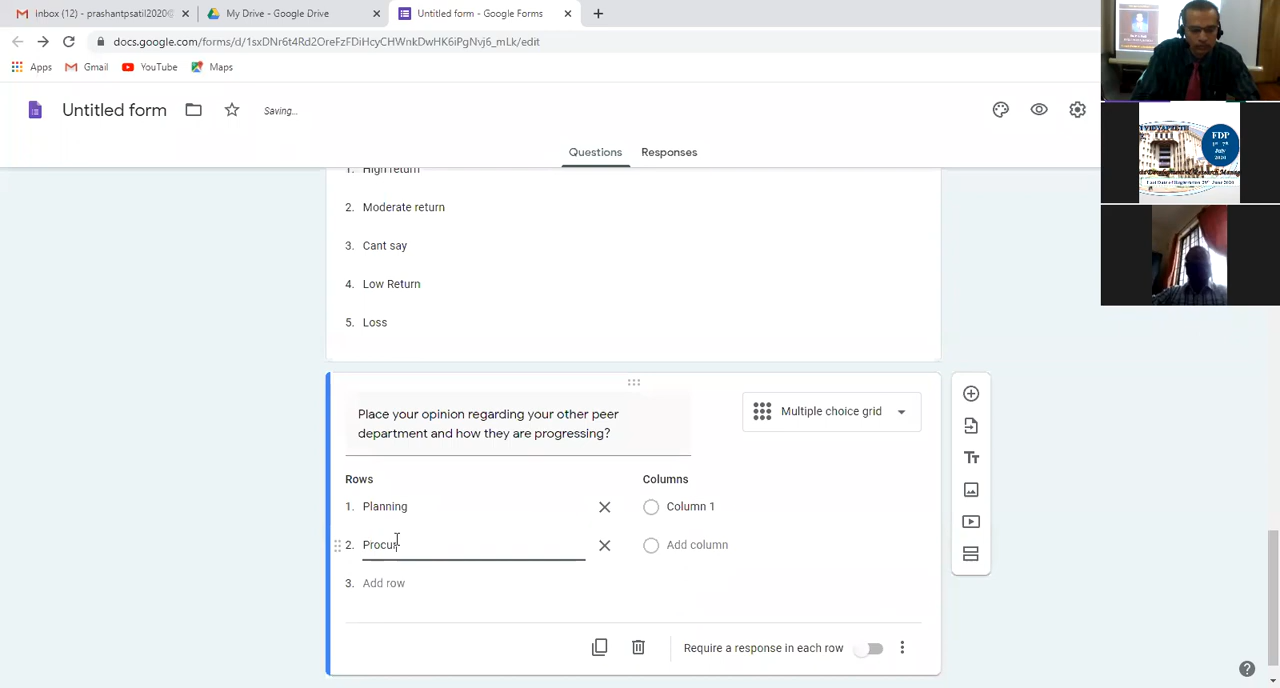 Inbox (12) - prashantpsatil2020@
My Drive - Google Drive
Untitled form - Google Forms
docs.google.com/forms/d/1sxDNr6t4Rd2OreFzFDiHcyCHWnkDwHK6iPgNvj6_mLk/edit
Apps
Gmail
YouTube
Maps
Untitled form
Saving...
Questions
Responses
1. High return
2. Moderate return
3. Cant say
4. Low Return
5. Loss
Place your opinion regarding your other peer
department and how they are progressing?
Multiple choice grid
Rows
Columns
1. Planning
Column 1
2. Procur
Add column
3. Add row
Require a response in each row
FDP
July